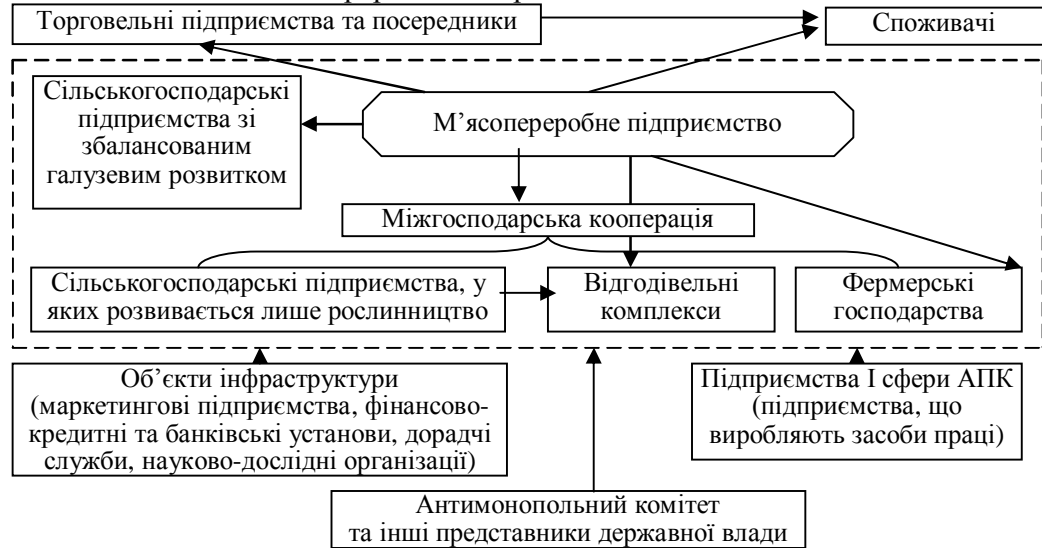 Торговельні підприємства та посередники
Споживачі
Сільськогосподарські
підприємства зі
збалансованим
галузевим розвитком
М’ясопереробне підприємство
Міжгосподарська кооперація
Сільськогосподарські підприємства, у
яких розвивається лише рослинництво
Відгодівельні
комплекси
Фермерські
господарства
Об’єкти інфраструктури
(маркетингові підприємства, фінансово-
кредитні та банківські установи, дорадчі
служби, науково-дослідні організації)
Підприємства І сфери АПК
(підприємства, що
виробляють засоби праці)
Антимонопольний комітет
та інші представники державної влади